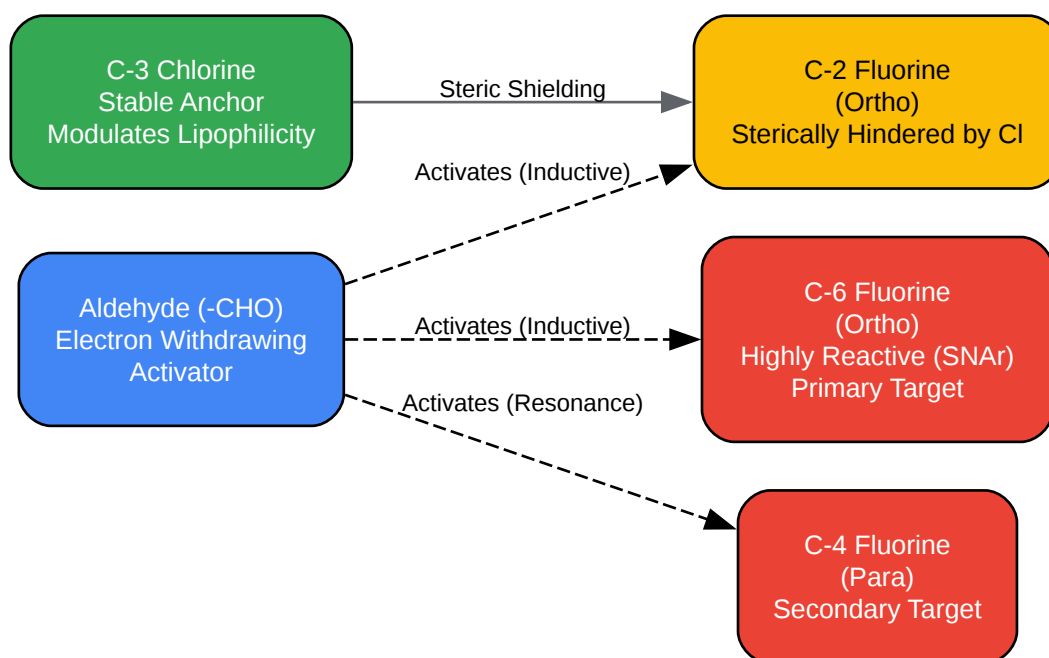 C-3 Chlorine
Stable Anchor
Modulates Lipophilicity
Steric Shielding
C-2 Fluorine
(Ortho)
Sterically Hindered by Cl
Activates (Inductive)
Aldehyde (-CHO)
Electron Withdrawing
Activator
Activates (Inductive)
C-6 Fluorine
(Ortho)
Highly Reactive (SNAr)
Primary Target
Activates (Resonance)
C-4 Fluorine
(Para)
Secondary Target